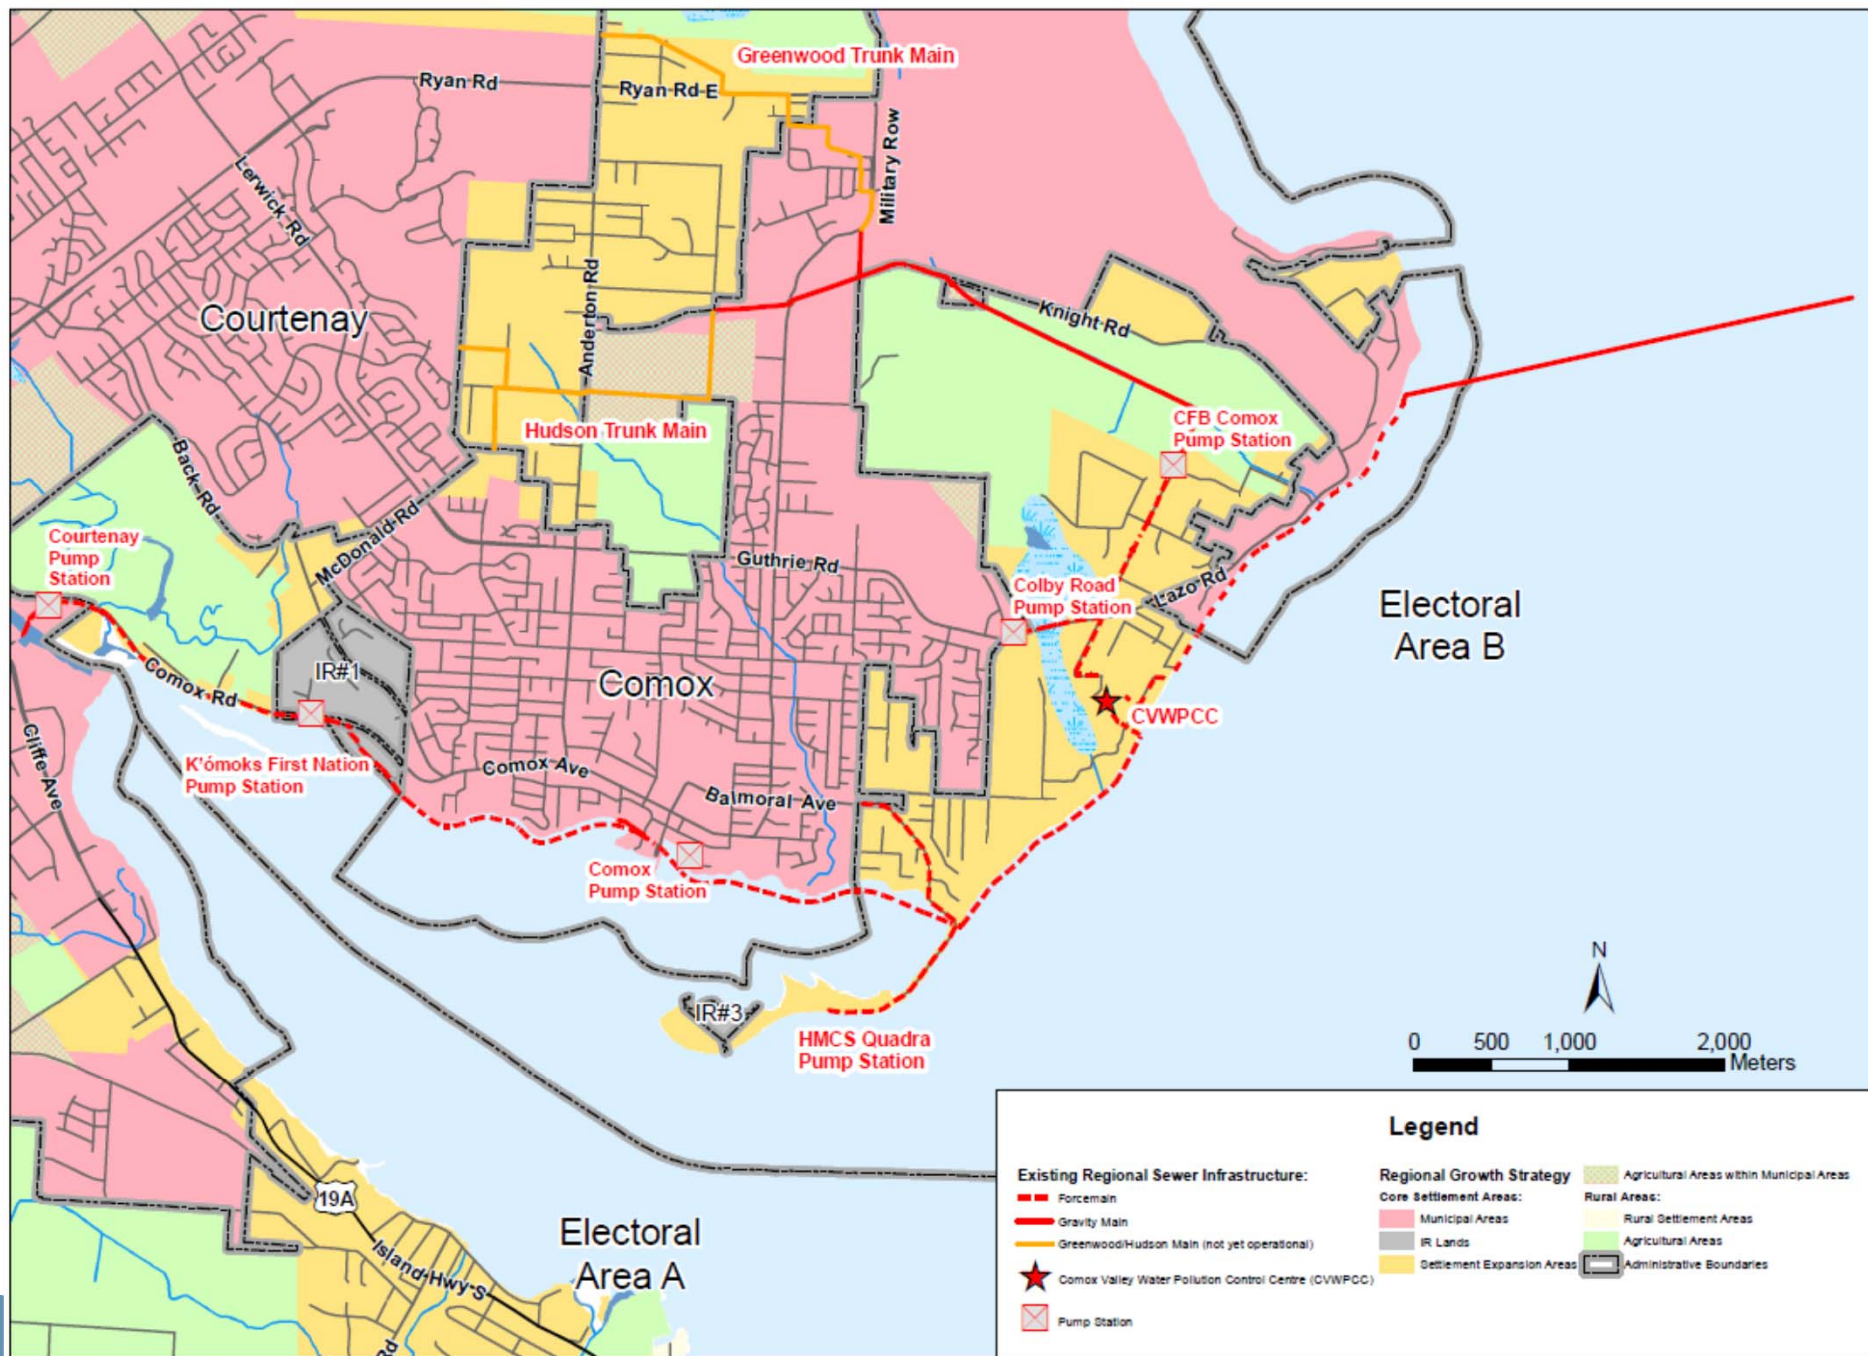 Greenwood Trunk Main
Ryan Rd
Ryan Rd E
Military Row
Lerwick Rd
Anderton Rd
Courtenay
Knight Rd
CFB Comox
Pump Station
Hudson Trunk Main
Back Rd
McDonald Rd
Courtenay
Pump
Station
Guthrie Rd
Colby Road
Pump Station
Lazo Rd
Electoral
Area B
IR#1
Comox
Comox Rd
CVWPCC
Cliffe Ave
K'ómoks First Nation
Pump Station
Comox Ave
Balmoral Ave
Comox
Pump Station
IR#3
HMCS Quadra
Pump Station
N
0 500 1,000 2,000
Meters
19A
Island Hwy S
Electoral
Area A
Rd
Legend
Existing Regional Sewer Infrastructure:
Forcemain
Gravity Main
Greenwood/Hudson Main (not yet operational)
Comox Valley Water Pollution Control Centre (CVWPCC)
Pump Station
Regional Growth Strategy
Core Settlement Areas:
Municipal Areas
IR Lands
Settlement Expansion Areas
Agricultural Areas within Municipal Areas
Rural Areas:
Rural Settlement Areas
Agricultural Areas
Administrative Boundaries